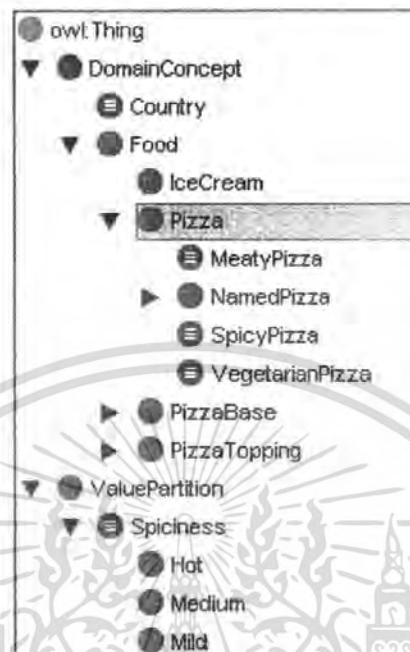 owl:Thing
DomainConcept
Country
Food
IceCream
Pizza
MeatyPizza
NamedPizza
SpicyPizza
VegetarianPizza
PizzaBase
PizzaTopping
ValuePartition
Spiciness
Hot
Medium
Mild